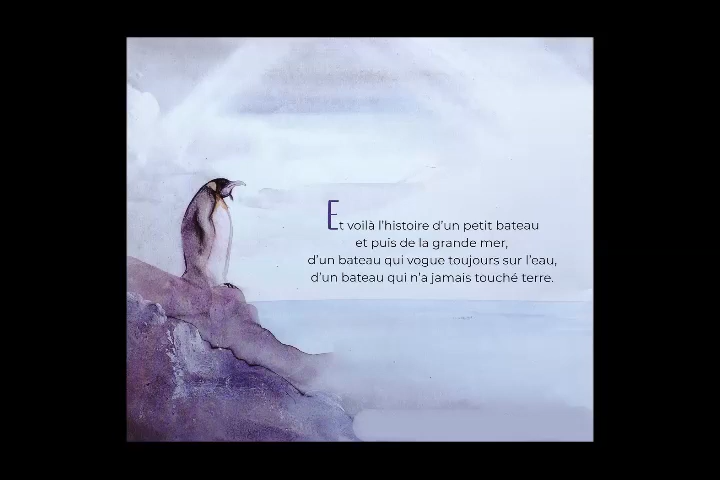 Et voilà l'histoire d'un petit bateau
et puis de la grande mer,
d'un bateau qui vogue toujours sur l'eau,
d'un bateau qui n'a jamais touché terre.